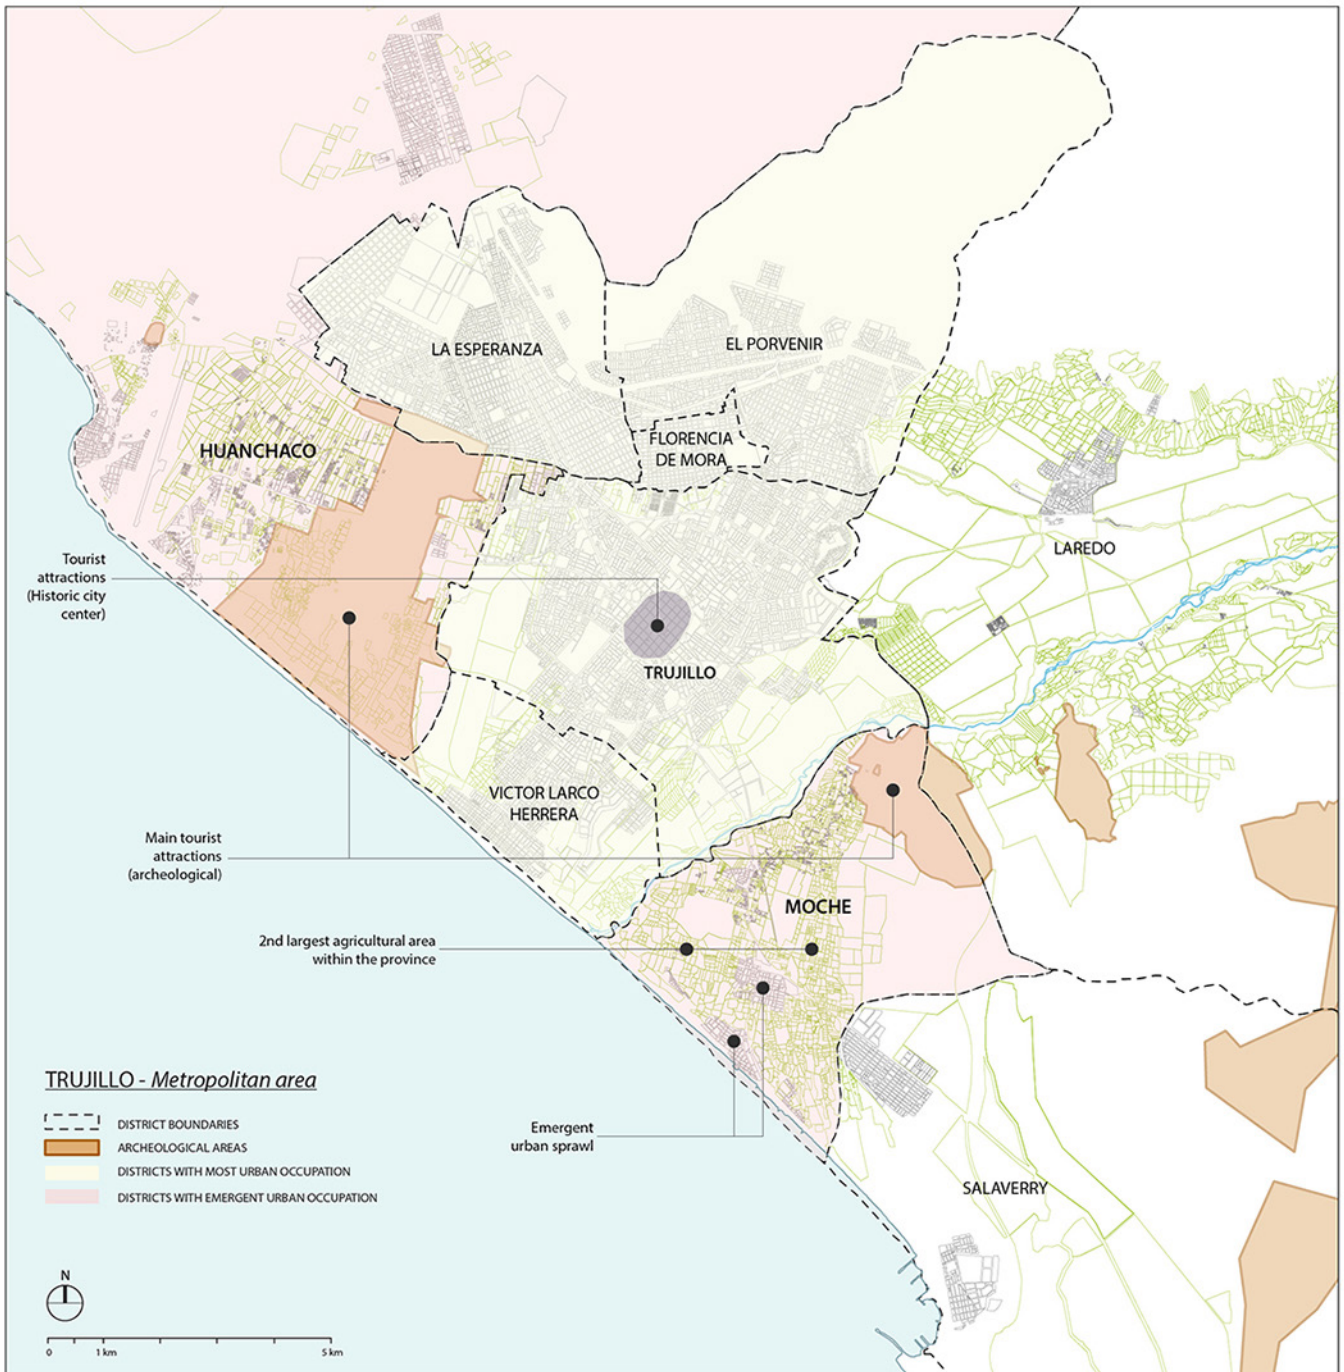 LA ESPERANZA
EL PORVENIR
FLORENCIA
DE MORA
HUANCHACO
LAREDO
Tourist
attractions
(Historic city
center)
TRUJILLO
VICTOR LARCO
HERRERA
Main tourist
attractions
(archeological)
MOCHE
2nd largest agricultural area
within the province
Emergent
urban sprawl
SALAVERRY
TRUJILLO - Metropolitan area
DISTRICT BOUNDARIES
ARCHEOLOGICAL AREAS
DISTRICTS WITH MOST URBAN OCCUPATION
DISTRICTS WITH EMERGENT URBAN OCCUPATION
N
0 1 km 5 km